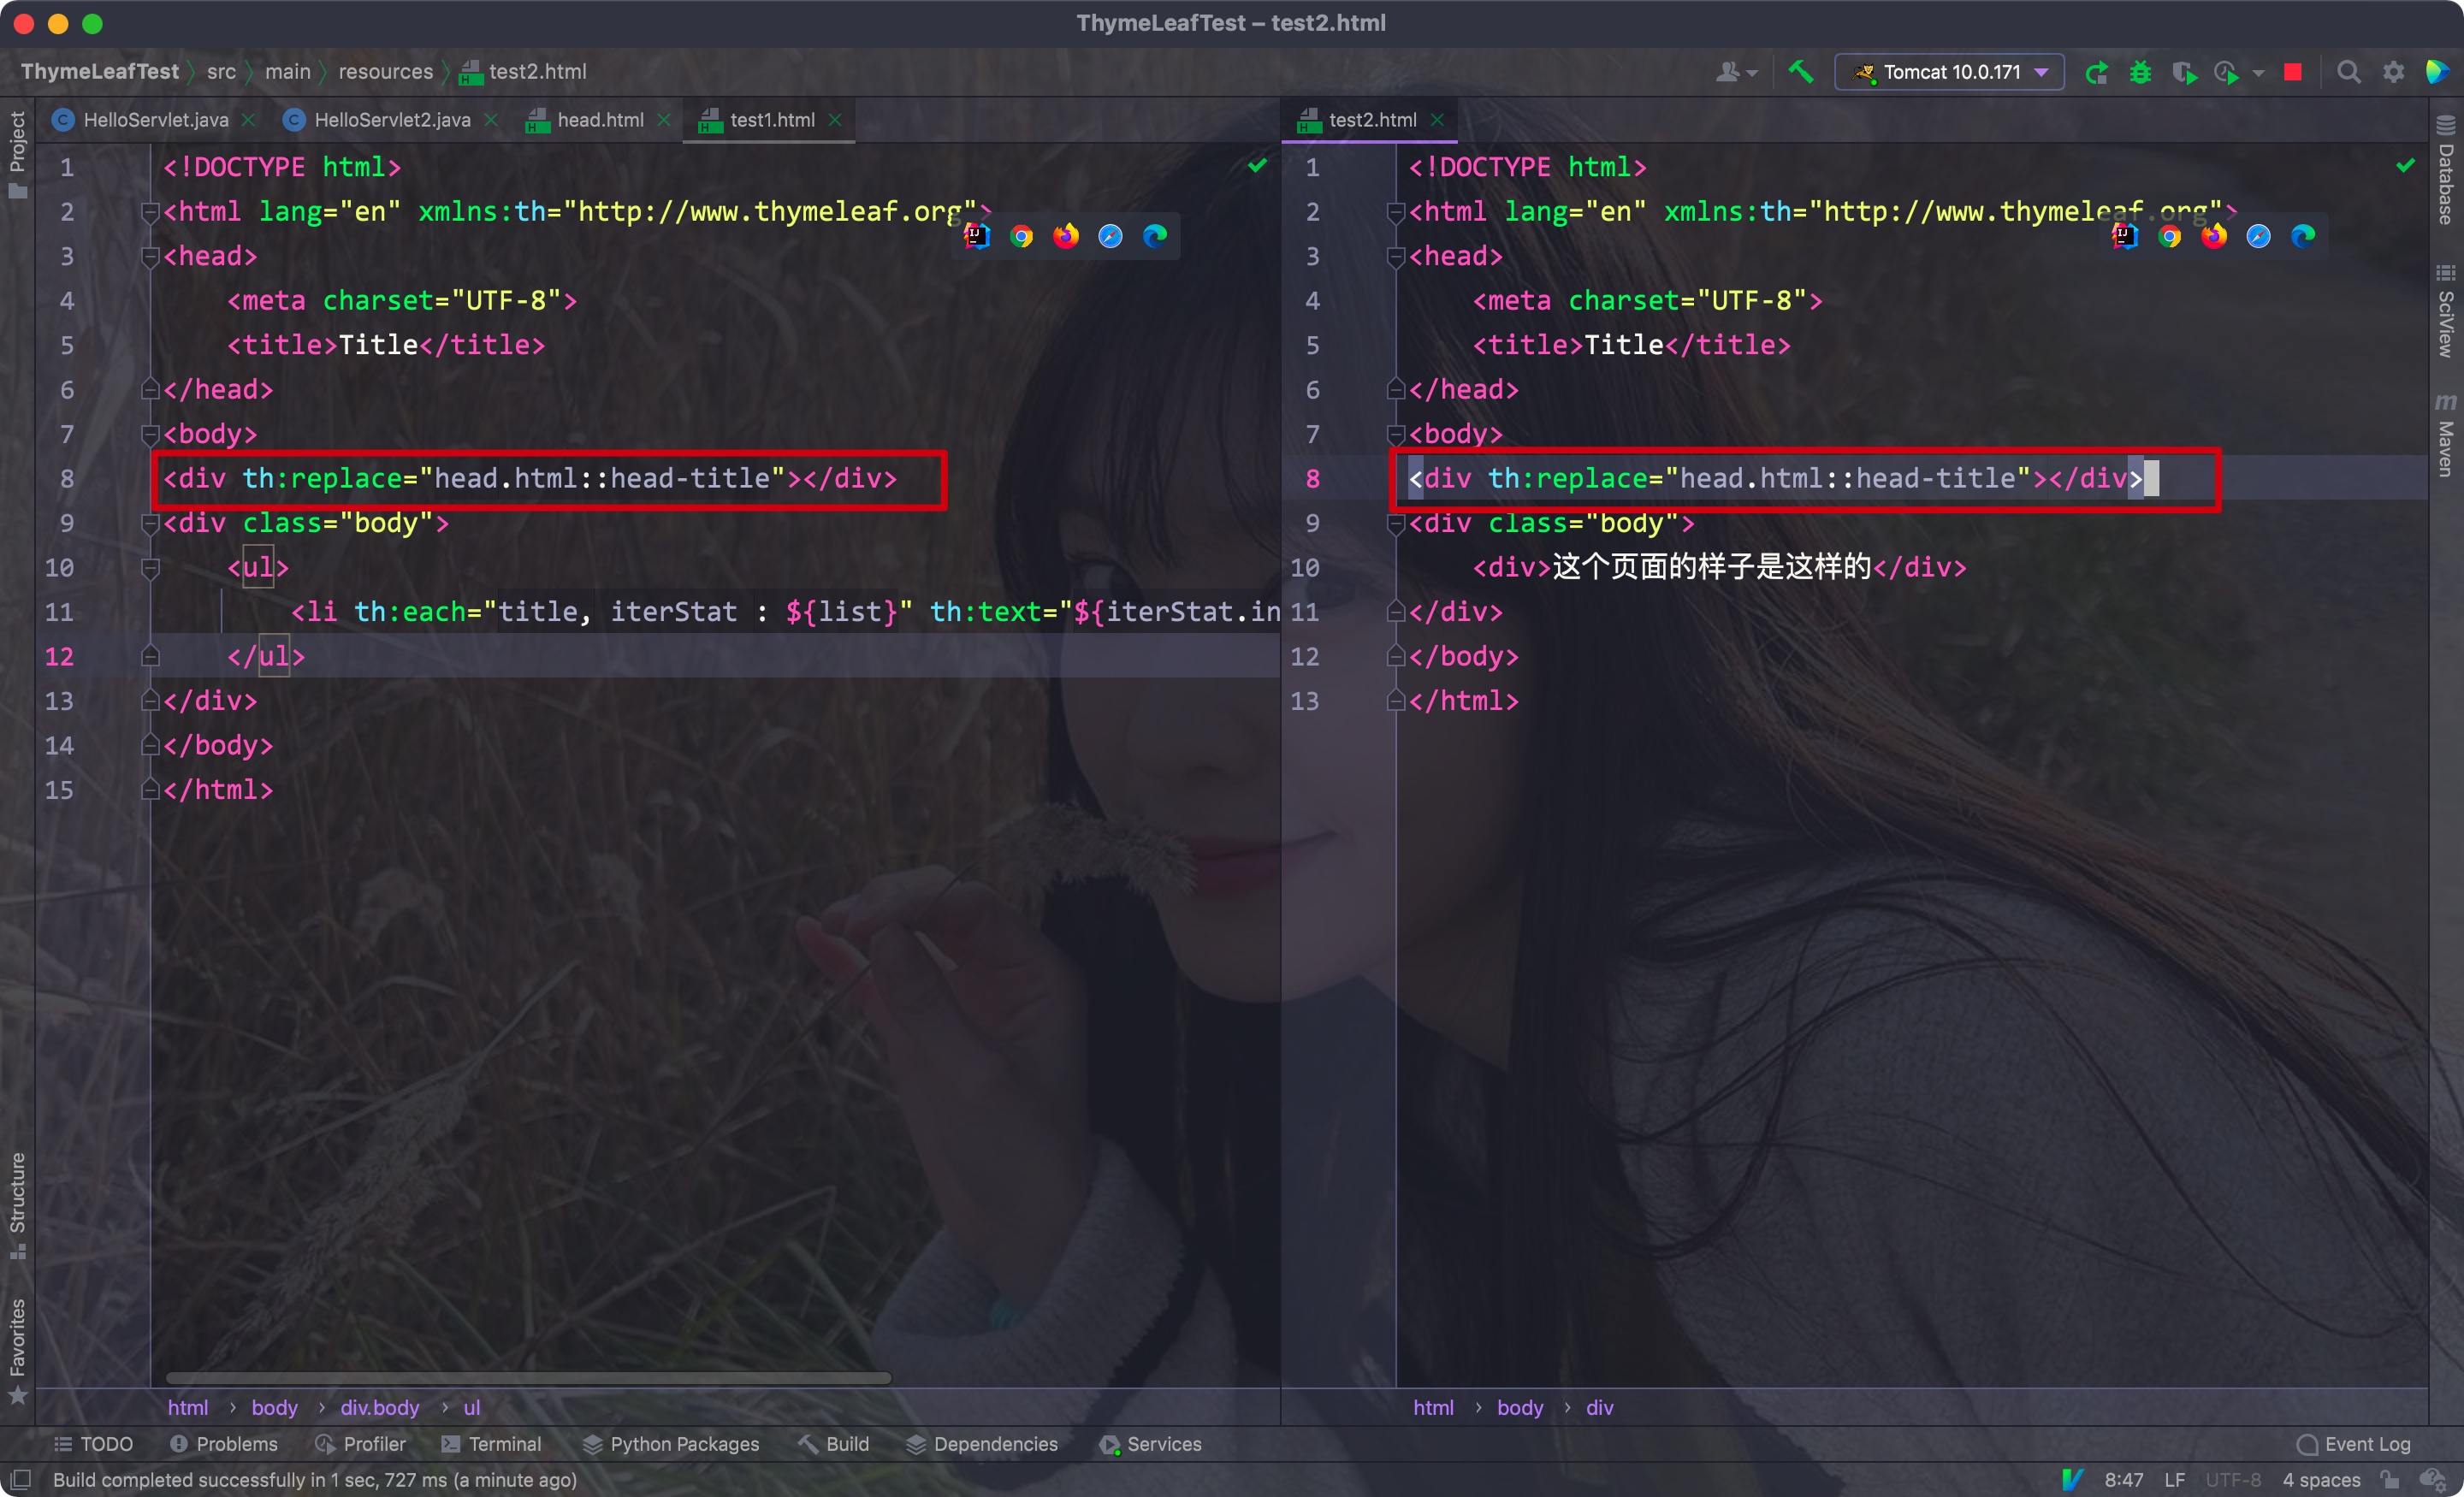 ThymeLeafTest – test2.html
ThymeLeafTest src main resources test2.html
Tomcat 10.0.171
HelloServlet.java HelloServlet2.java head.html test1.html
Project
1 <!DOCTYPE html>
2 <html lang="en" xmlns:th="http://www.thymeleaf.org">
3 <head>
4 <meta charset="UTF-8">
5 <title>Title</title>
6 </head>
7 <body>
8 <div th:replace="head.html::head-title"></div>
9 <div class="body">
10 <ul>
11 <li th:each="title, iterStat : ${list}" th:text="${iterStat.in
12 </ul>
13 </div>
14 </body>
15 </html>
html body div.body ul
test2.html
1 <!DOCTYPE html>
2 <html lang="en" xmlns:th="http://www.thymeleaf.org">
3 <head>
4 <meta charset="UTF-8">
5 <title>Title</title>
6 </head>
7 <body>
8 <div th:replace="head.html::head-title"></div>
9 <div class="body">
10 <div>这个页面的样子是这样的</div>
11 </div>
12 </body>
13 </html>
html body div
Database
SciView
Maven
Structure
Favorites
TODO Problems Profiler Terminal Python Packages Build Dependencies Services Event Log
Build completed successfully in 1 sec, 727 ms (a minute ago) 8:47 LF UTF-8 4 spaces